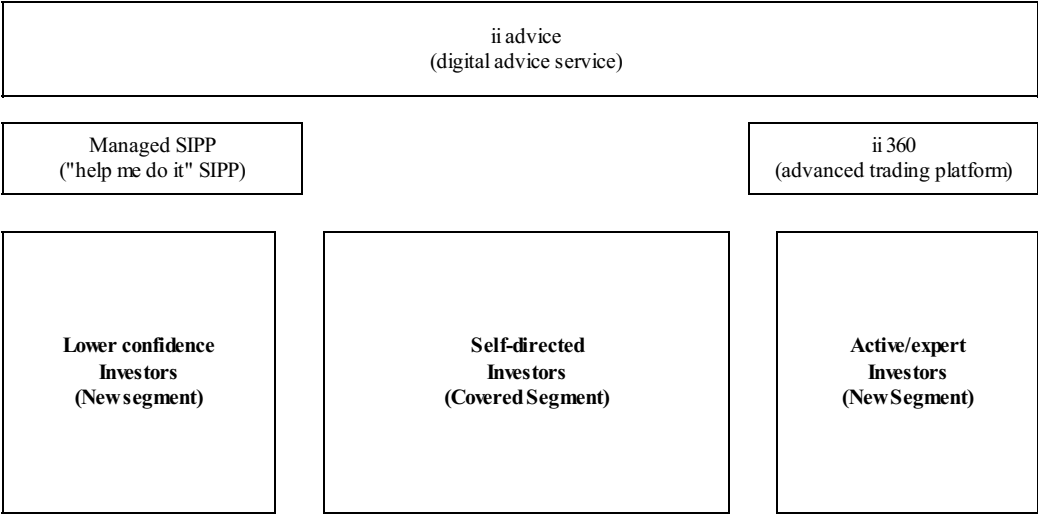 ii advice
(digital advice service)
Managed SIPP
("help me do it" SIPP)
ii 360
(advanced trading platform)
Lower confidence
Investors
(New segment)
Self-directed
Investors
(Covered Segment)
Active/expert
Investors
(New Segment)